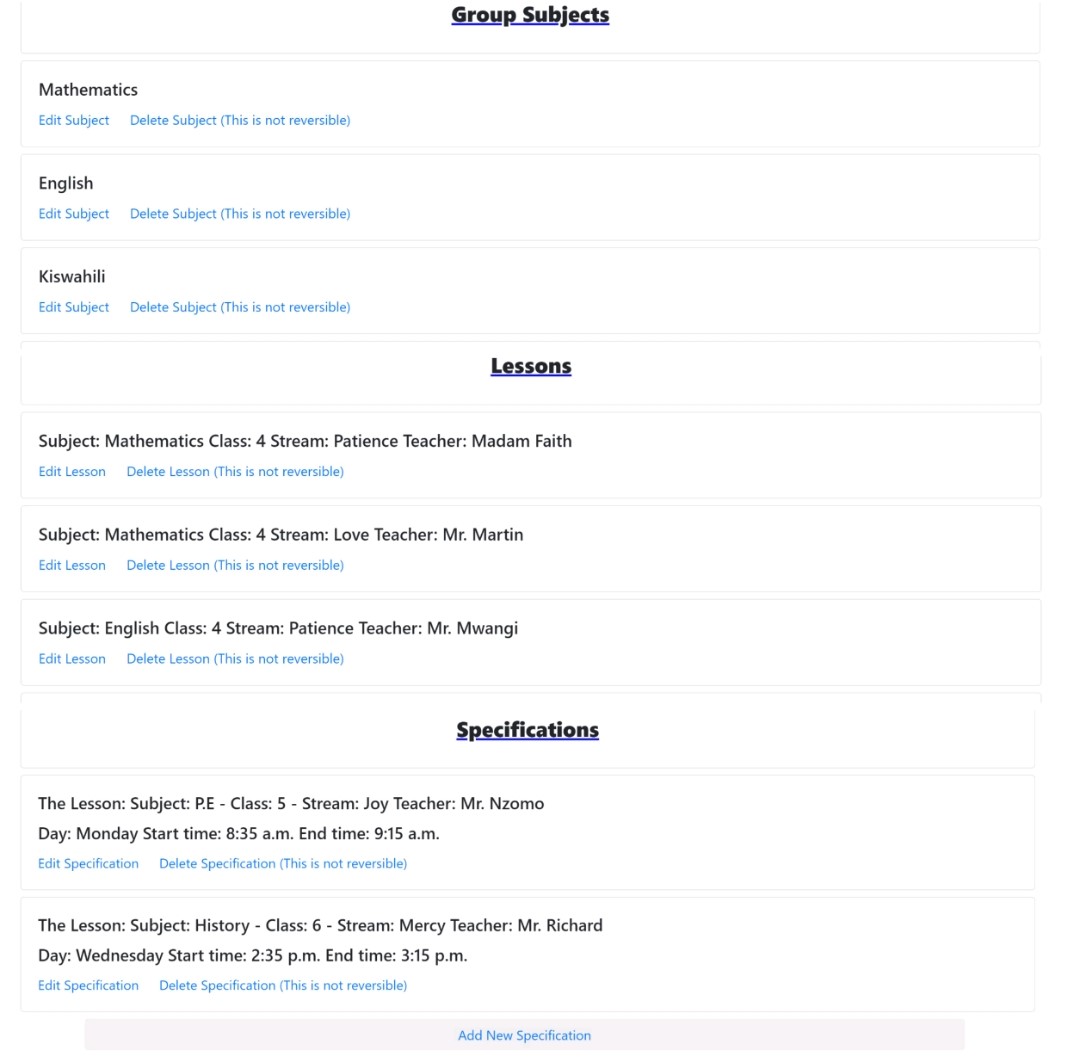 Group Subjects
Mathematics
Edit Subject Delete Subject (This is not reversible)
English
Edit Subject Delete Subject (This is not reversible)
Kiswahili
Edit Subject Delete Subject (This is not reversible)
Lessons
Subject: Mathematics Class: 4 Stream: Patience Teacher: Madam Faith
Edit Lesson Delete Lesson (This is not reversible)
Subject: Mathematics Class: 4 Stream: Love Teacher: Mr. Martin
Edit Lesson Delete Lesson (This is not reversible)
Subject: English Class: 4 Stream: Patience Teacher: Mr. Mwangi
Edit Lesson Delete Lesson (This is not reversible)
Specifications
The Lesson: Subject: P.E - Class: 5 - Stream: Joy Teacher: Mr. Nzomo
Day: Monday Start time: 8:35 a.m. End time: 9:15 a.m.
Edit Specification Delete Specification (This is not reversible)
The Lesson: Subject: History - Class: 6 - Stream: Mercy Teacher: Mr. Richard
Day: Wednesday Start time: 2:35 p.m. End time: 3:15 p.m.
Edit Specification Delete Specification (This is not reversible)
Add New Specification